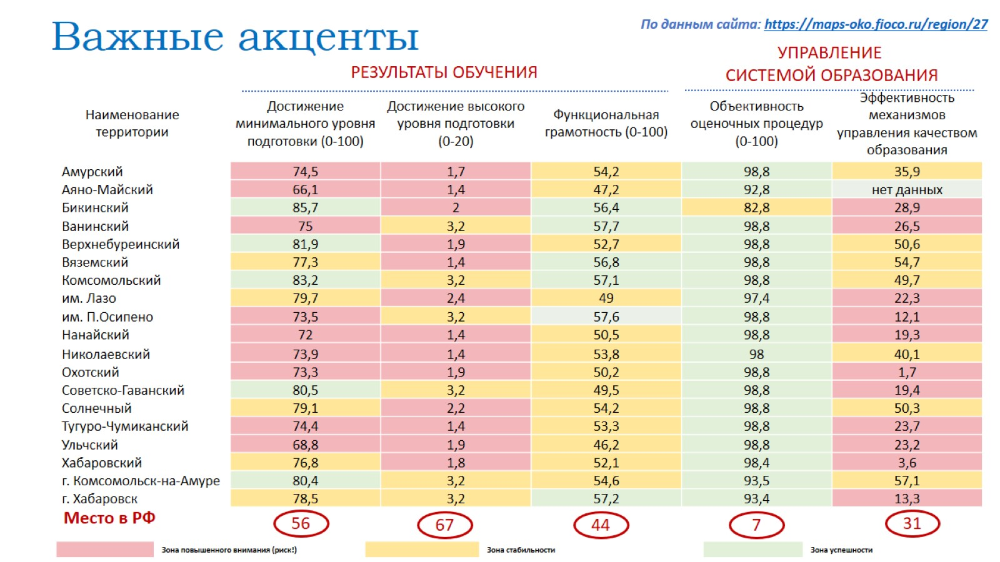 Важные акценты
По данным сайта: https://maps-oko.fioco.ru/region/27
РЕЗУЛЬТАТЫ ОБУЧЕНИЯ
УПРАВЛЕНИЕ
СИСТЕМОЙ ОБРАЗОВАНИЯ
Наименование
территории
Достижение
минимального уровня
подготовки (0-100)
Достижение высокого
уровня подготовки
(0-20)
Функциональная
грамотность (0-100)
Объективность
оценочных процедур
(0-100)
Эффективность
механизмов
управления качеством
образования
Амурский 74,5 1,7 54,2 98,8 35,9
Аяно-Майский 66,1 1,4 47,2 92,8 нет данных
Бикинский 85,7 2 56,4 82,8 28,9
Ванинский 75 3,2 57,7 98,8 26,5
Верхнебуреинский 81,9 1,9 52,7 98,8 50,6
Вяземский 77,3 1,4 56,8 98,8 54,7
Комсомольский 83,2 3,2 57,1 98,8 49,7
им. Лазо 79,7 2,4 49 97,4 22,3
им. П.Осипено 73,5 3,2 57,6 98,8 12,1
Нанайский 72 1,4 50,5 98,8 19,3
Николаевский 73,9 1,4 53,8 98 40,1
Охотский 73,3 1,9 50,2 98,8 1,7
Советско-Гаванский 80,5 3,2 49,5 98,8 19,4
Солнечный 79,1 2,2 54,2 98,8 50,3
Тугуро-Чумиканский 74,4 1,4 53,3 98,8 23,7
Ульчский 68,8 1,9 46,2 98,8 23,2
Хабаровский 76,8 1,8 52,1 98,4 3,6
г. Комсомольск-на-Амуре 80,4 3,2 54,6 93,5 57,1
г. Хабаровск 78,5 3,2 57,2 93,4 13,3
Место в РФ 56 67 44 7 31
Зона повышенного внимания (риск!)
Зона стабильности
Зона успешности